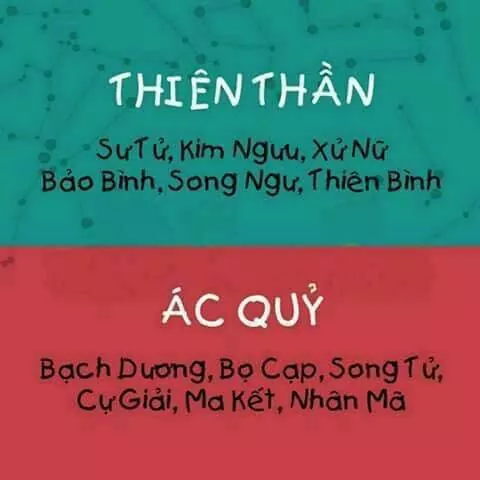 THIÊN THẦN
Sư Tử, Kim Ngưu, Xử Nữ
Bảo Bình, Song Ngư, Thiên Bình
ÁC QUỶ
Bạch Dương, Bọ Cạp, Song Tử,
Cự Giải, Ma Kết, Nhân Mã